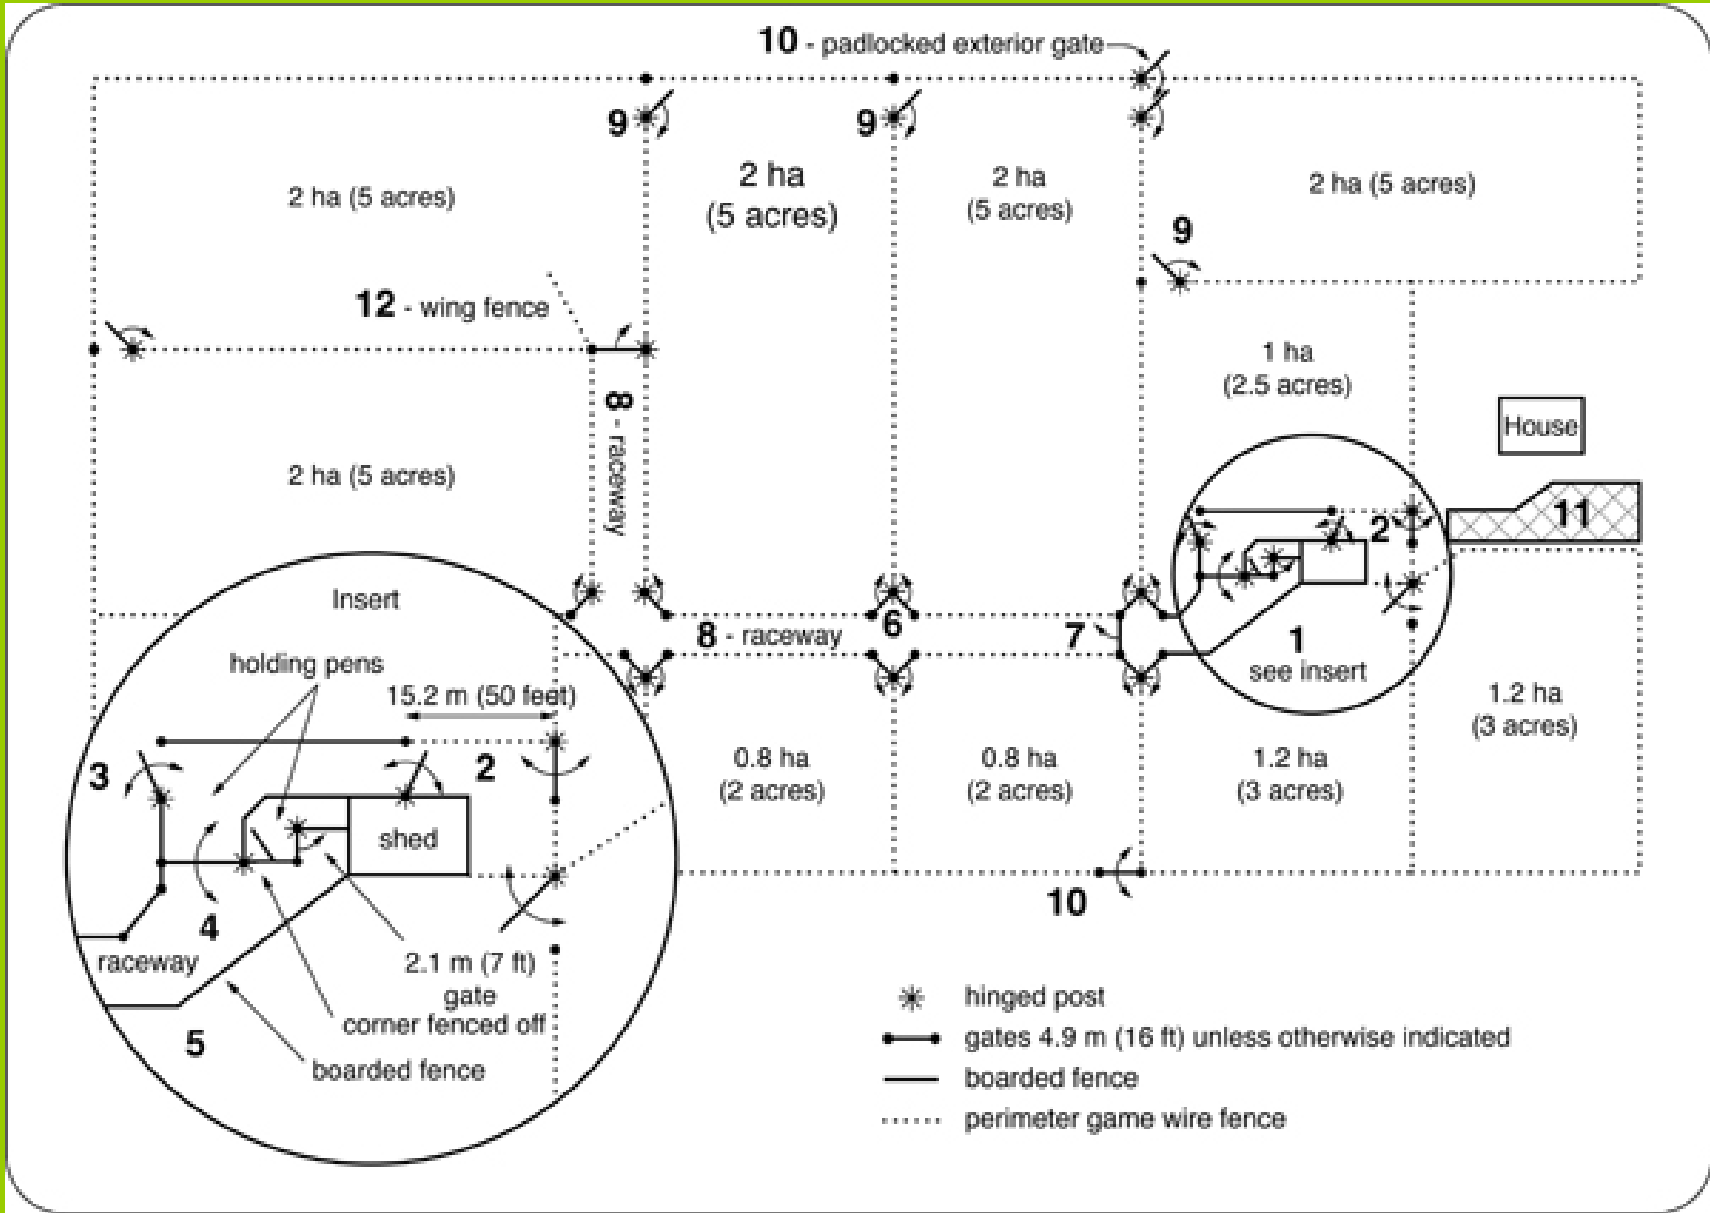 10 - padlocked exterior gate
9
9
2 ha
(5 acres)
2 ha
(5 acres)
2 ha (5 acres)
2 ha (5 acres)
9
12 - wing fence
1 ha
(2.5 acres)
8 - raceway
House
2 ha (5 acres)
11
2
Insert
8 - raceway
6
7
1
see insert
holding pens
15.2 m (50 feet)
1.2 ha
(3 acres)
0.8 ha
(2 acres)
0.8 ha
(2 acres)
1.2 ha
(3 acres)
3
2
shed
10
4
raceway
2.1 m (7 ft)
gate
corner fenced off
5
boarded fence
hinged post
gates 4.9 m (16 ft) unless otherwise indicated
boarded fence
perimeter game wire fence